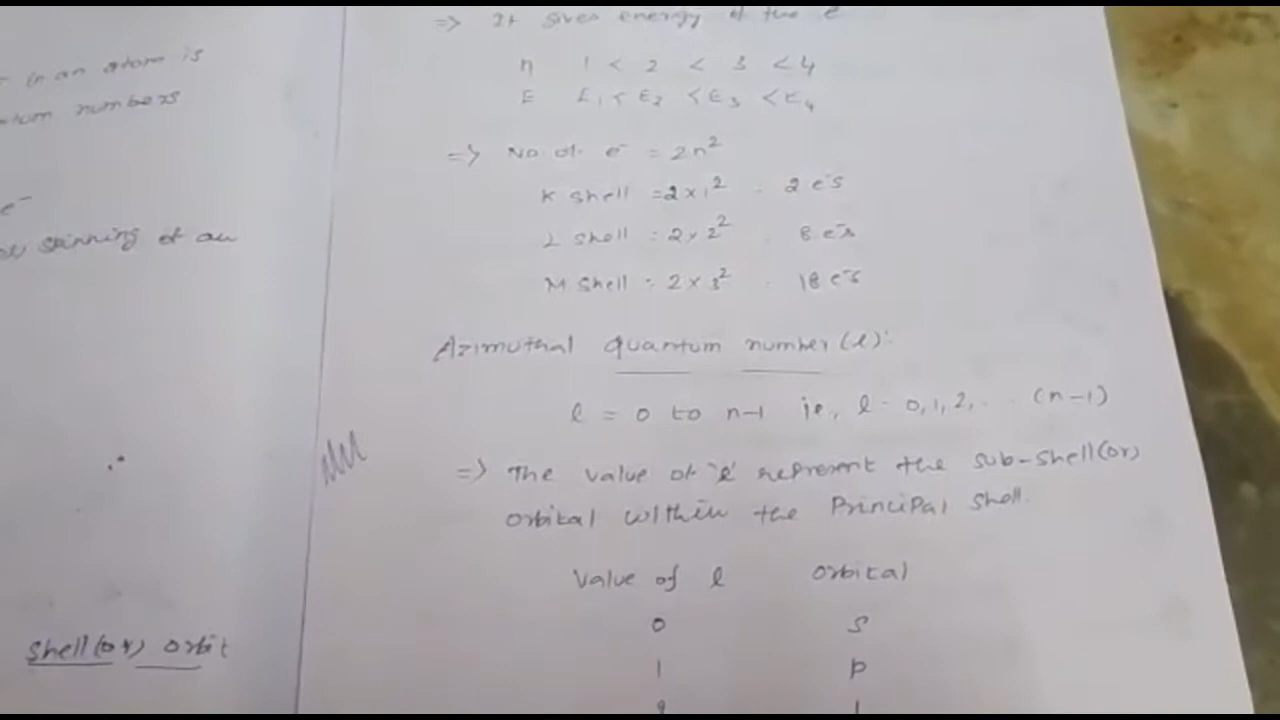 in an atom is
numbers
e⁻
spinning of an
shell (or) orbit
=> It gives energy of the e
n 1 < 2 < 3 < 4
E E₁ < E₂ < E₃ < E₄
=> No. of. e⁻ = 2n²
K shell = 2 x 1² - 2 e⁻s
L shell : 2 x 2² - 8 e⁻s
M shell : 2 x 3² - 18 e⁻s
Azimuthal quantum number (l):
l = 0 to n-1 ie, l = 0, 1, 2, .. (n-1)
=> The value of 'l' represent the sub-shell (or)
orbital within the Principal shell.
Value of l orbital
0 s
1 p